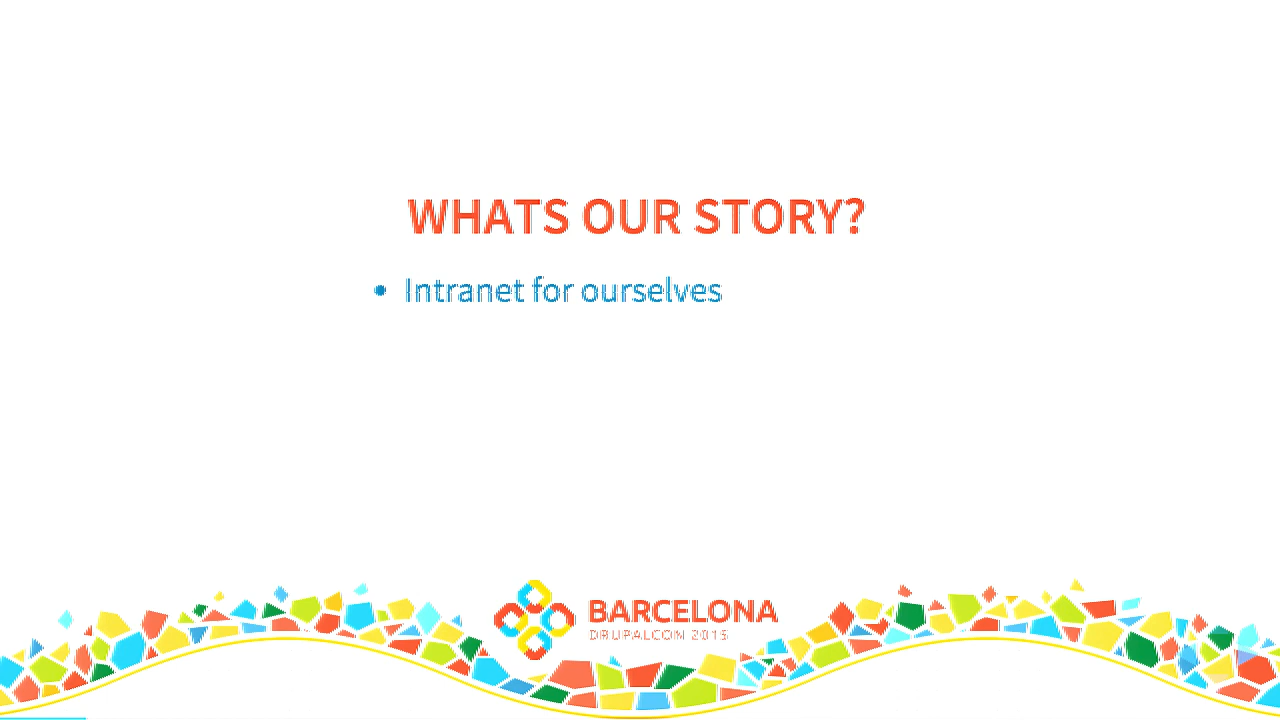 WHATS OUR STORY?
• Intranet for ourselves
BARCELONA
DRUPALCON 2015